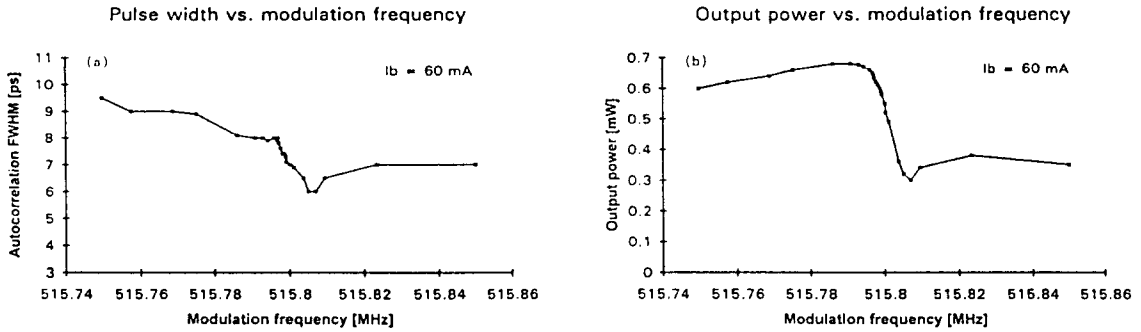 Pulse width vs. modulation frequency
(a)
Ib = 60 mA
Autocorrelation FWHM [ps]
11
10
9
8
7
6
5
4
3
515.74 515.76 515.78 515.8 515.82 515.84 515.86
Modulation frequency [MHz]
Output power vs. modulation frequency
(b)
Ib = 60 mA
Output power [mW]
0.7
0.6
0.5
0.4
0.3
0.2
0.1
0
515.74 515.76 515.78 515.8 515.82 515.84 515.86
Modulation frequency [MHz]